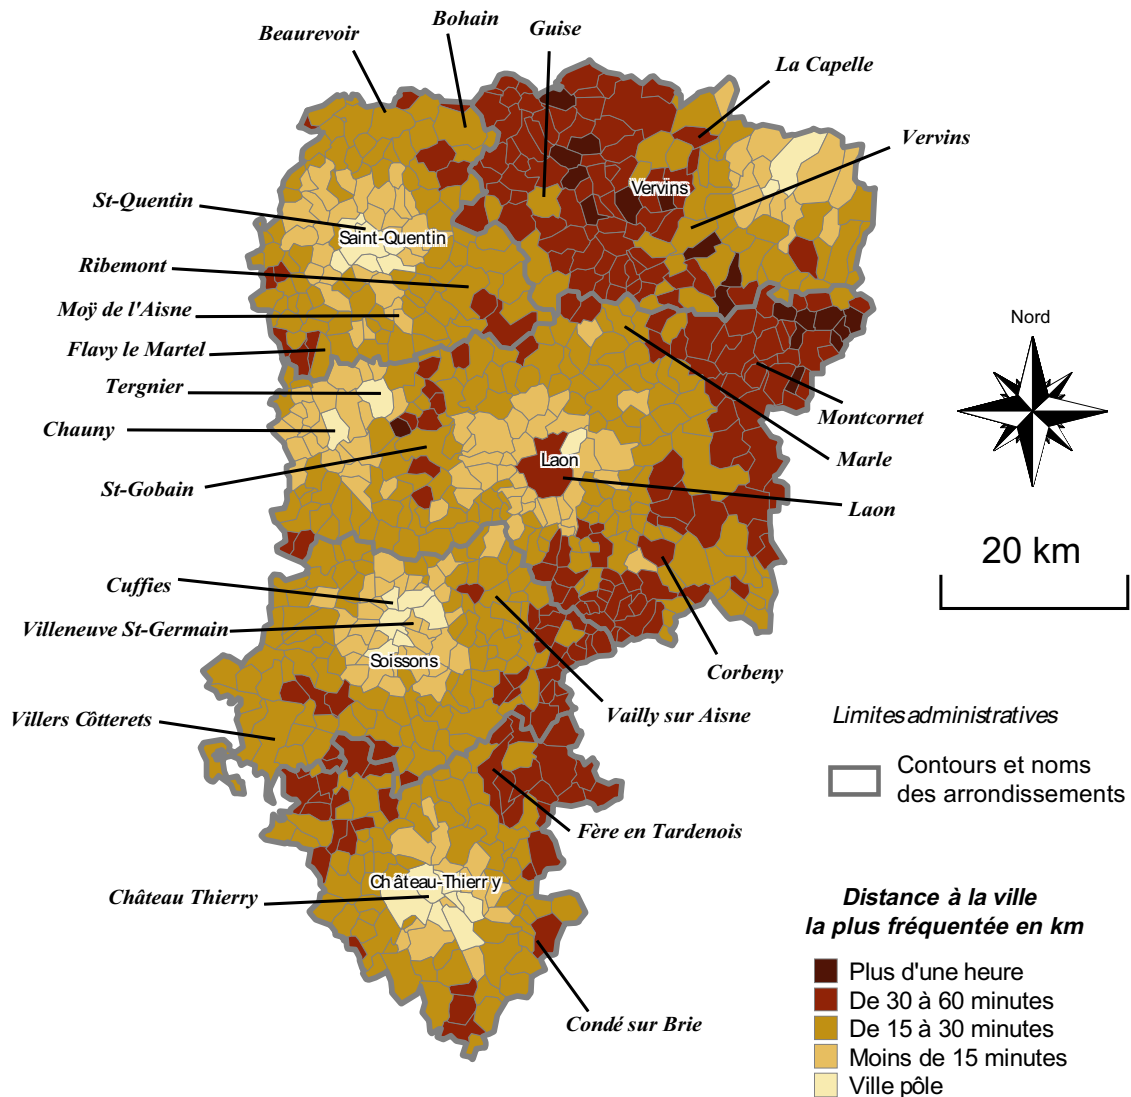 Bohain
Beaurevoir
Guise
La Capelle
Vervins
St-Quentin
Vervins
Saint-Quentin
Ribemont
Moÿ de l'Aisne
Flavy le Martel
Tergnier
Chauny
St-Gobain
Nord
Montcornet
Marle
Laon
Laon
20 km
Cuffies
Villeneuve St-Germain
Soissons
Corbeny
Villers Côtterets
Vailly sur Aisne
Limites administratives
Contours et noms
des arrondissements
Fère en Tardenois
Château-Thierry
Château Thierry
Condé sur Brie
Distance à la ville
la plus fréquentée en km
Plus d'une heure
De 30 à 60 minutes
De 15 à 30 minutes
Moins de 15 minutes
Ville pôle